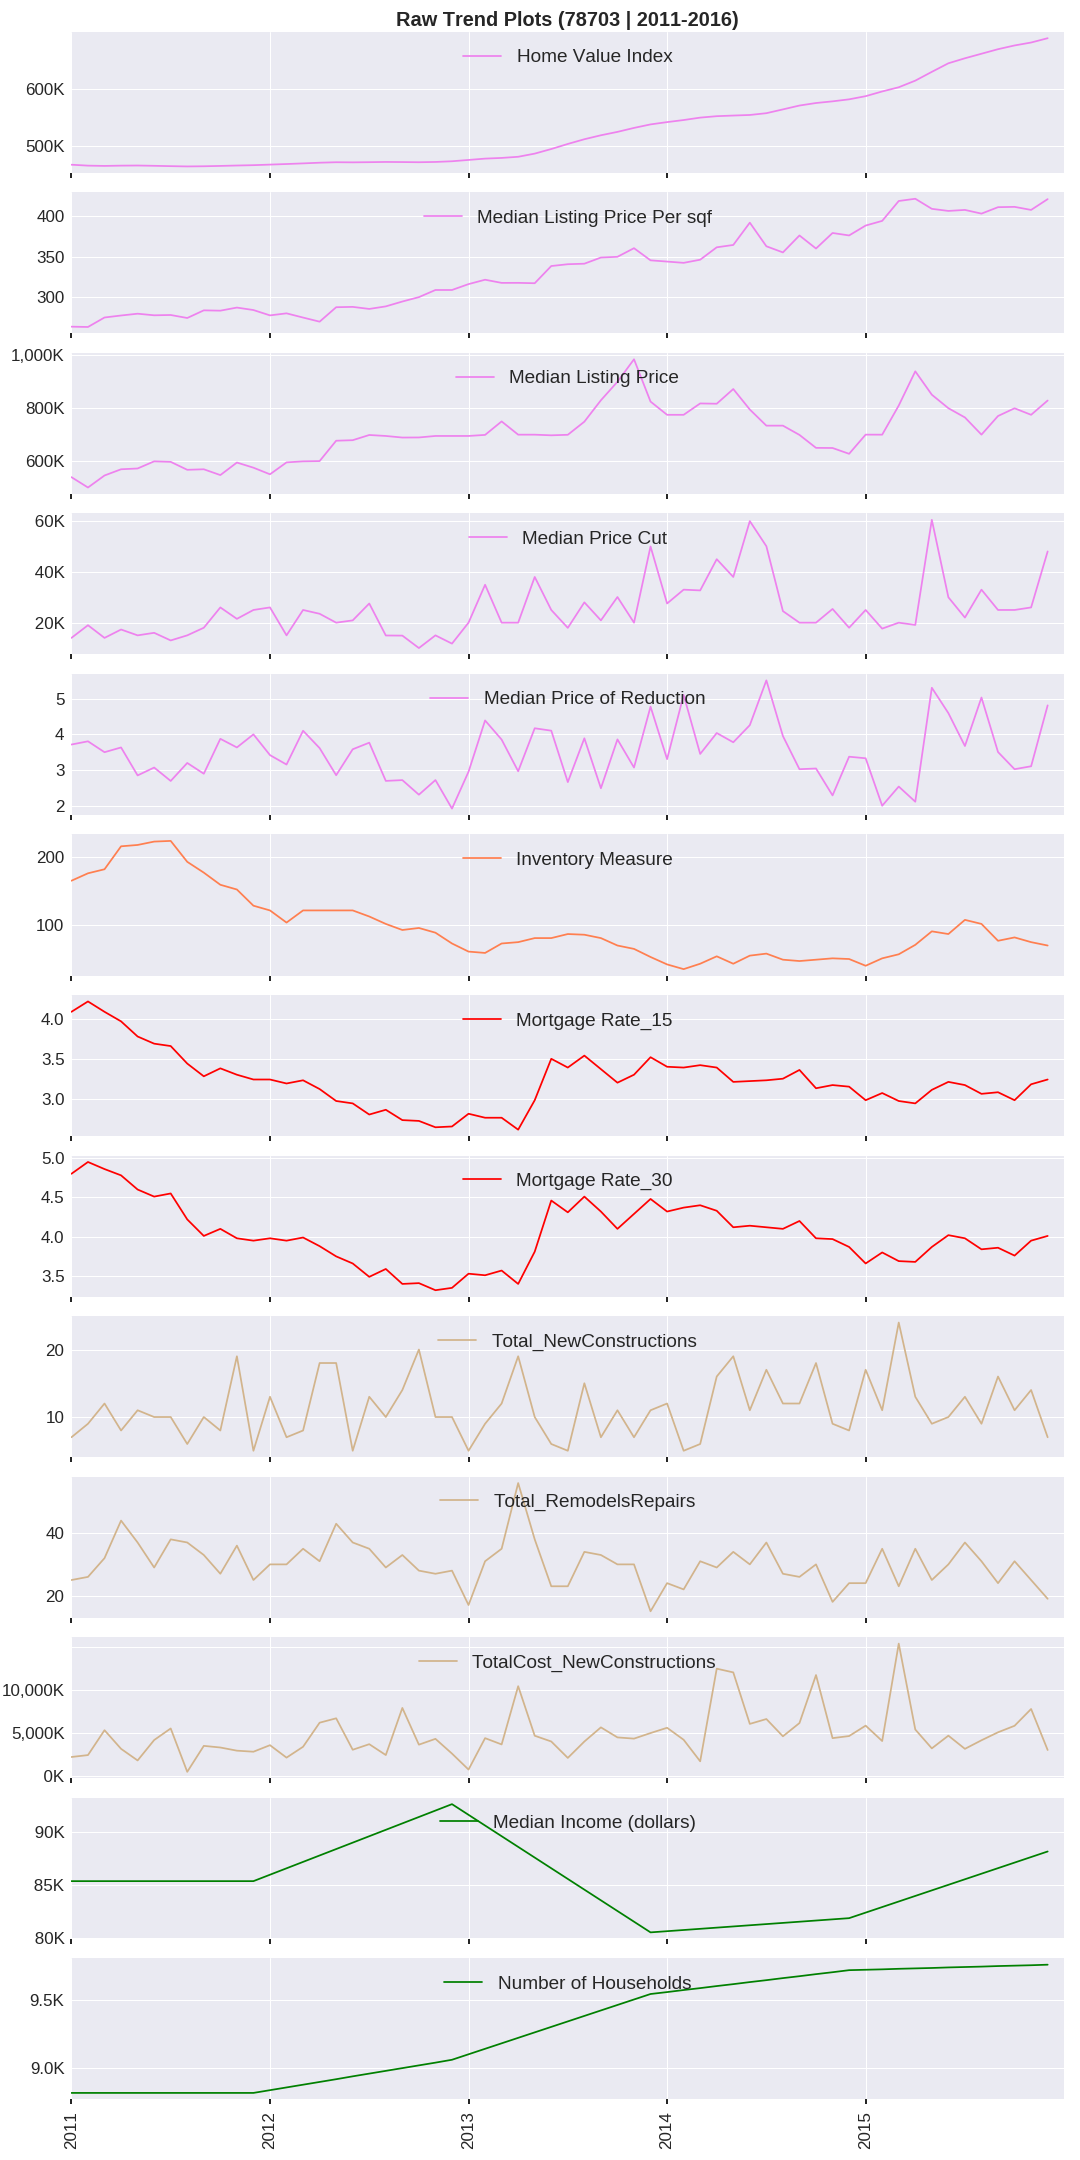 Raw Trend Plots (78703 | 2011-2016)
Home Value Index
600K
500K
Median Listing Price Per sqf
400
350
300
Median Listing Price
1,000K
800K
600K
Median Price Cut
60K
40K
20K
Median Price of Reduction
5
4
3
2
Inventory Measure
200
100
Mortgage Rate_15
4.0
3.5
3.0
Mortgage Rate_30
5.0
4.5
4.0
3.5
Total_NewConstructions
20
10
Total_RemodelsRepairs
40
20
TotalCost_NewConstructions
10,000K
5,000K
0K
Median Income (dollars)
90K
85K
80K
Number of Households
9.5K
9.0K
2011
2012
2013
2014
2015